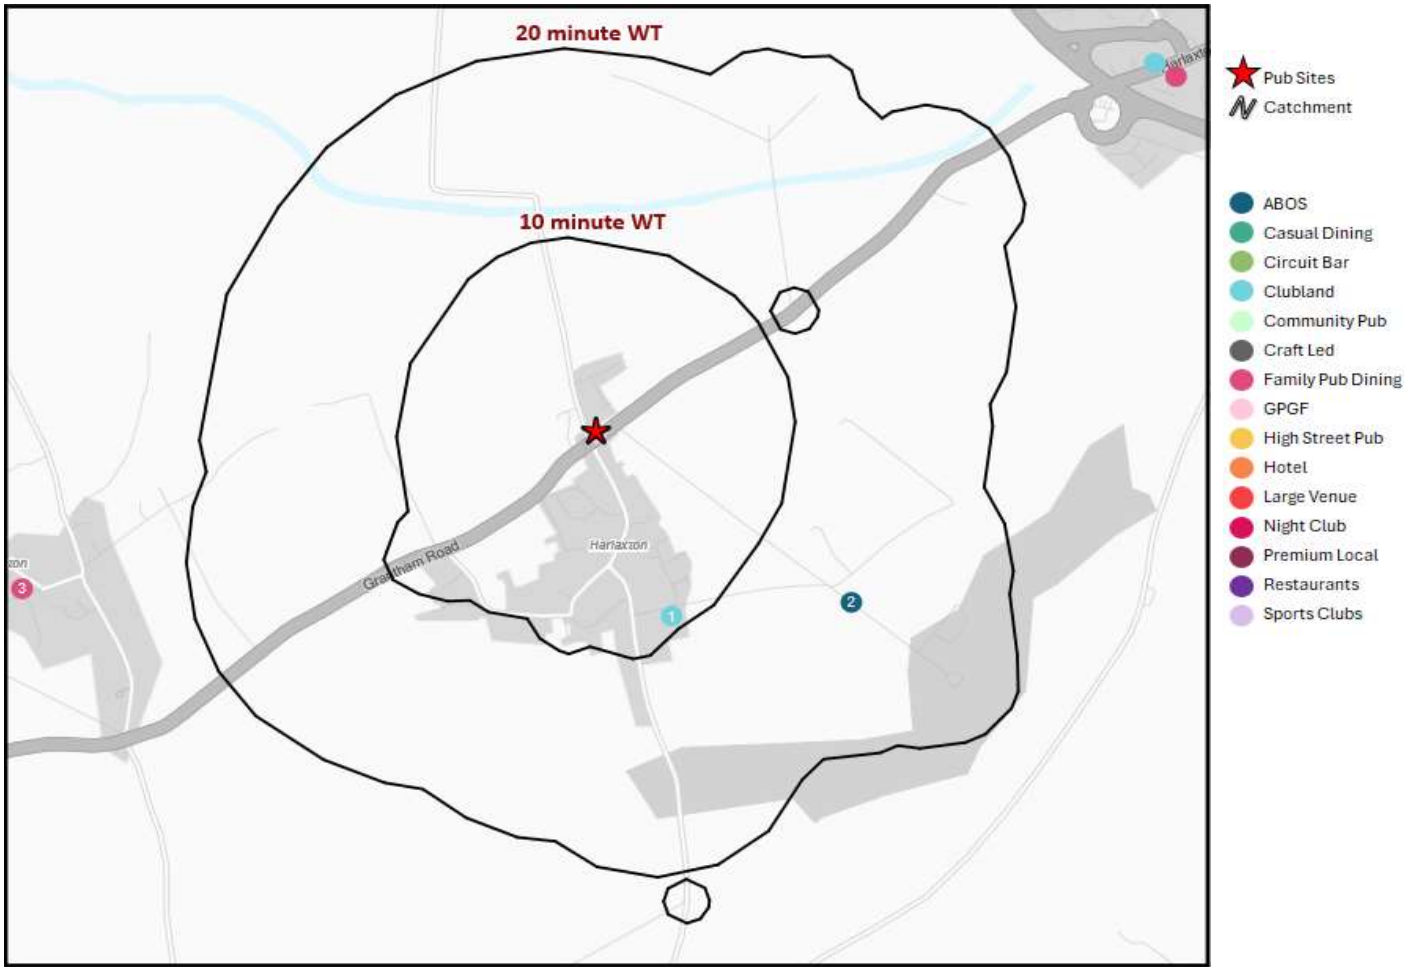 20 minute WT
Harlaxto
10 minute WT
Harlaxton
Grantham Road
zon
3
1
2
Pub Sites
Catchment
ABOS
Casual Dining
Circuit Bar
Clubland
Community Pub
Craft Led
Family Pub Dining
GPGF
High Street Pub
Hotel
Large Venue
Night Club
Premium Local
Restaurants
Sports Clubs